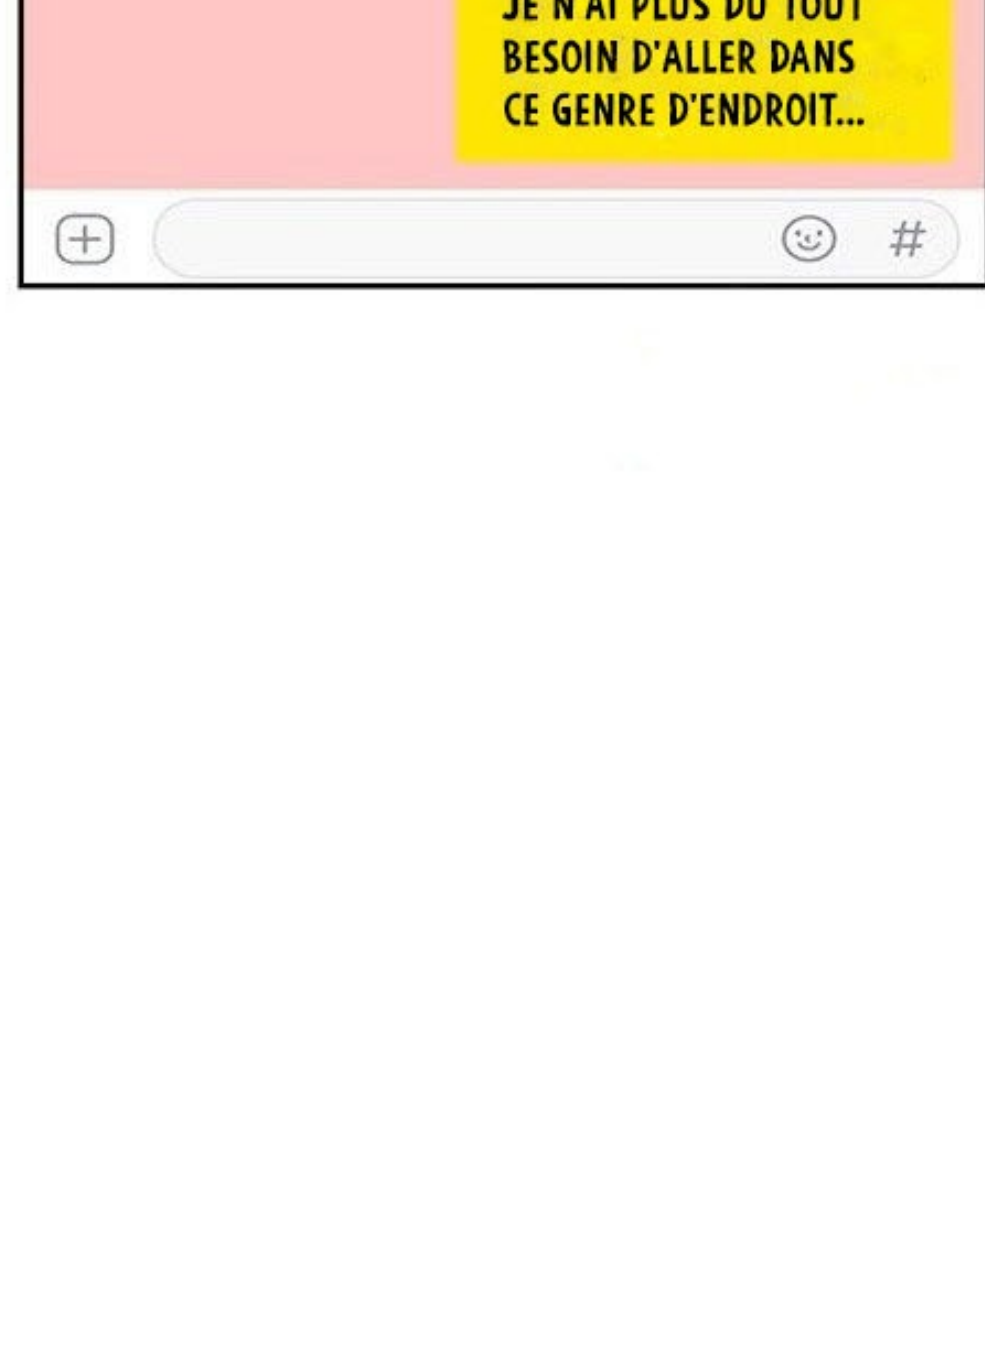 JE N'AI PLUS DU TOUT
BESOIN D'ALLER DANS
CE GENRE D'ENDROIT...
#